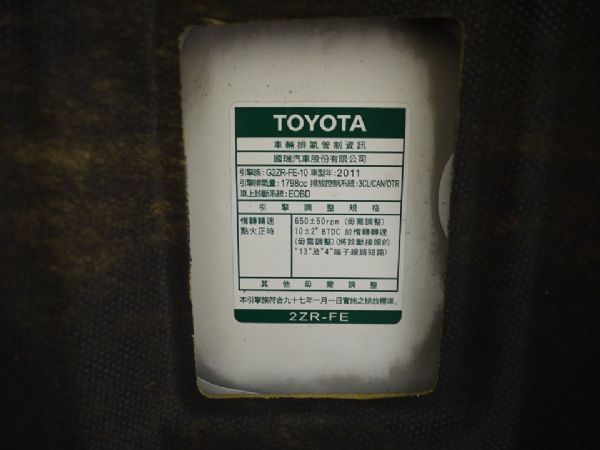 TOYOTA
車輛排氣管制資訊
國瑞汽車股份有限公司
引擎族:G2ZR-FE-10 車型年:2011
引擎排氣量:1798cc 排放控制系統:3CL/CAN/OTR
車上診斷系統:EOBD
引擎調整規格
惰轉轉速 650±50rpm (毋需調整)
點火正時 10±2° BTDC 於惰轉轉速
(毋需調整)(將診斷接頭的
"13"及"4"端子線路短路)
其他毋需調整
本引擎族符合九十七年一月一日實施之排放標準.
2ZR-FE